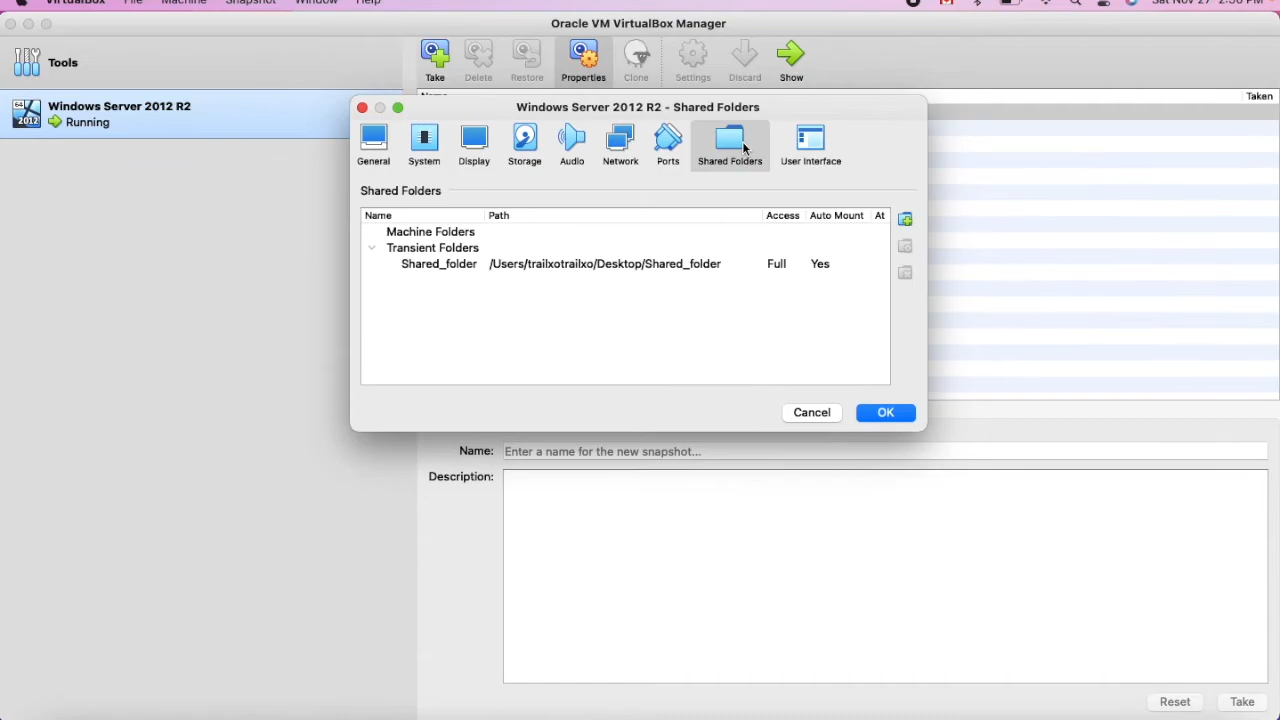 VirtualBox File Machine Snapshot Window Help Sat Nov 27 2:50 PM
Oracle VM VirtualBox Manager
Tools
Take Delete Restore Properties Clone Settings Discard Show
Name Taken
64 2012 Windows Server 2012 R2
Running
Windows Server 2012 R2 - Shared Folders
General System Display Storage Audio Network Ports Shared Folders User Interface
Shared Folders
Name Path Access Auto Mount At
Machine Folders
Transient Folders
Shared_folder /Users/trailxotrailxo/Desktop/Shared_folder Full Yes
Cancel OK
Name: Enter a name for the new snapshot...
Description:
Reset Take